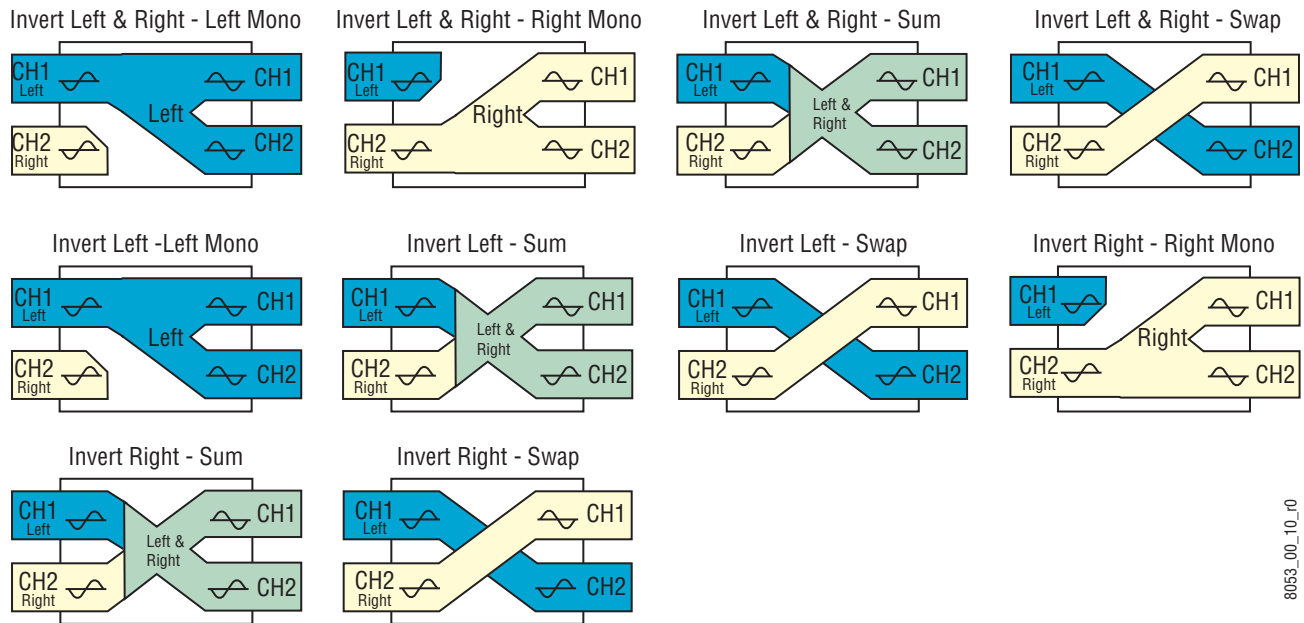 Invert Left & Right - Left Mono
CH1
Left
CH2
Right
Left
CH1
CH2
Invert Left & Right - Right Mono
CH1
Left
CH2
Right
Right
CH1
CH2
Invert Left & Right - Sum
CH1
Left
CH2
Right
Left &
Right
CH1
CH2
Invert Left & Right - Swap
CH1
Left
CH2
Right
CH1
CH2
Invert Left -Left Mono
CH1
Left
CH2
Right
Left
CH1
CH2
Invert Left - Sum
CH1
Left
CH2
Right
Left &
Right
CH1
CH2
Invert Left - Swap
CH1
Left
CH2
Right
CH1
CH2
Invert Right - Right Mono
CH1
Left
CH2
Right
Right
CH1
CH2
Invert Right - Sum
CH1
Left
CH2
Right
Left &
Right
CH1
CH2
Invert Right - Swap
CH1
Left
CH2
Right
CH1
CH2
8053_00_10_r0